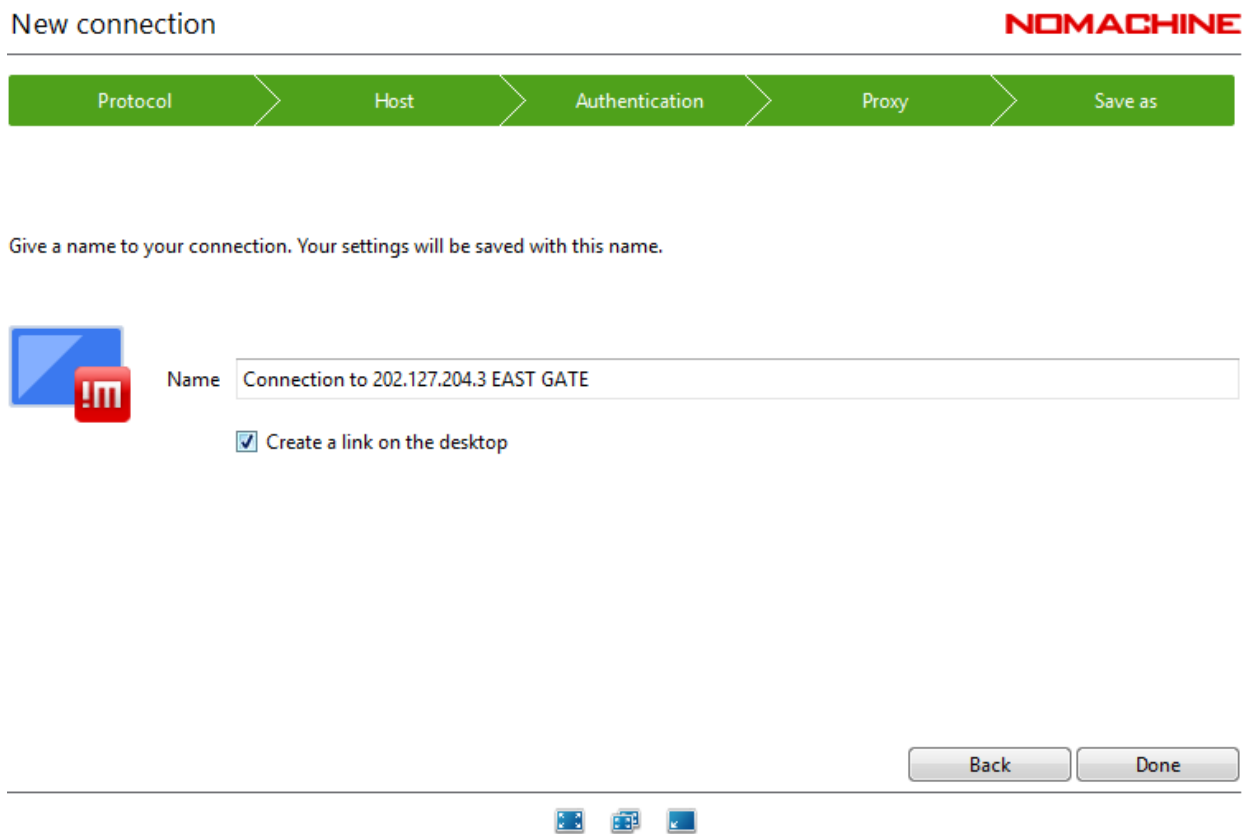 New connection
NOMACHINE
Protocol Host Authentication Proxy Save as
Give a name to your connection. Your settings will be saved with this name.
!m
Name Connection to 202.127.204.3 EAST GATE
Create a link on the desktop
Back Done